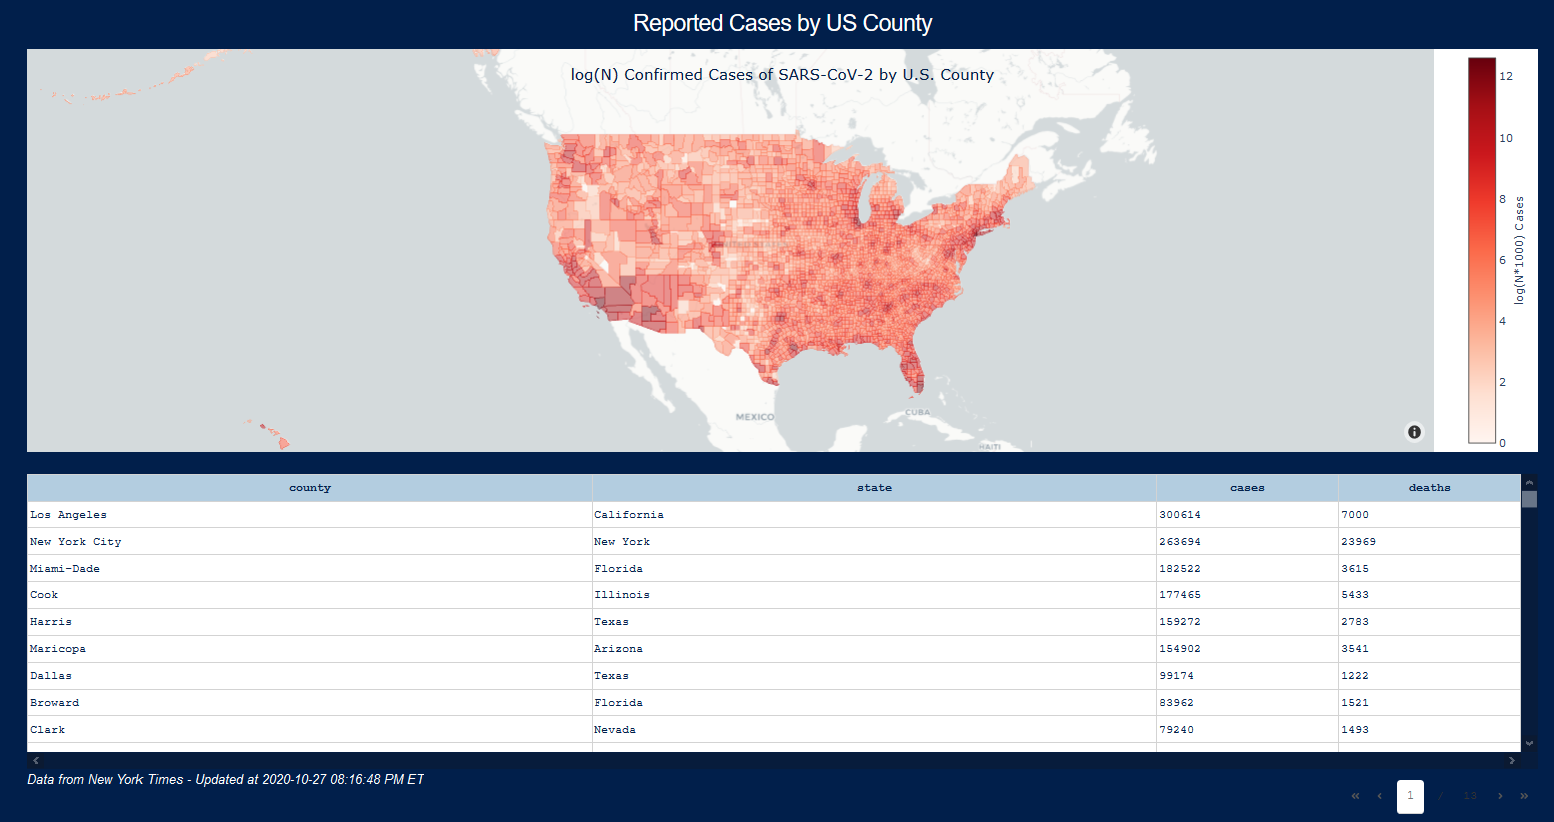 Reported Cases by US County
log(N) Confirmed Cases of SARS-CoV-2 by U.S. County
12
10
8
6
4
2
0
log(N*1000) Cases
UNITED STATES
MEXICO
CUBA
HAITI
county state cases deaths
Los Angeles California 300614 7000
New York City New York 263694 23969
Miami-Dade Florida 182522 3615
Cook Illinois 177465 5433
Harris Texas 159272 2783
Maricopa Arizona 154902 3541
Dallas Texas 99174 1222
Broward Florida 83962 1521
Clark Nevada 79240 1493
Data from New York Times - Updated at 2020-10-27 08:16:48 PM ET
« ‹ 1 / 13 › »